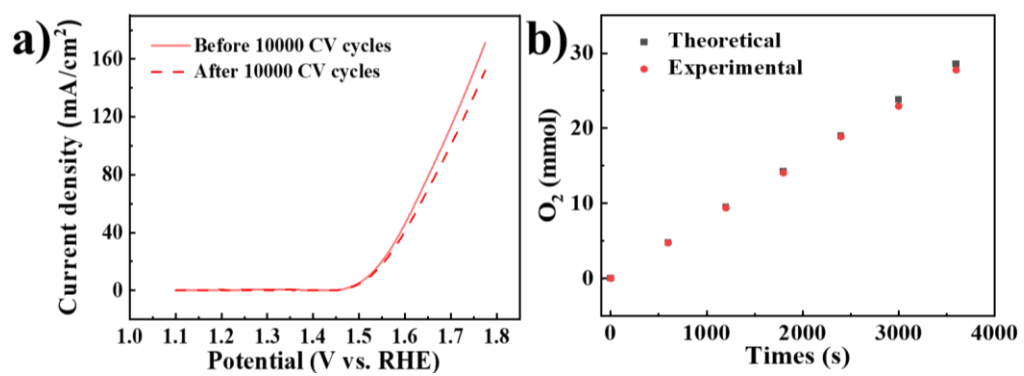 a)
Current density (mA/cm²)
160
120
80
40
0
Before 10000 CV cycles
After 10000 CV cycles
1.0 1.1 1.2 1.3 1.4 1.5 1.6 1.7 1.8
Potential (V vs. RHE)
b)
O₂ (mmol)
30
20
10
0
Theoretical
Experimental
0 1000 2000 3000 4000
Times (s)